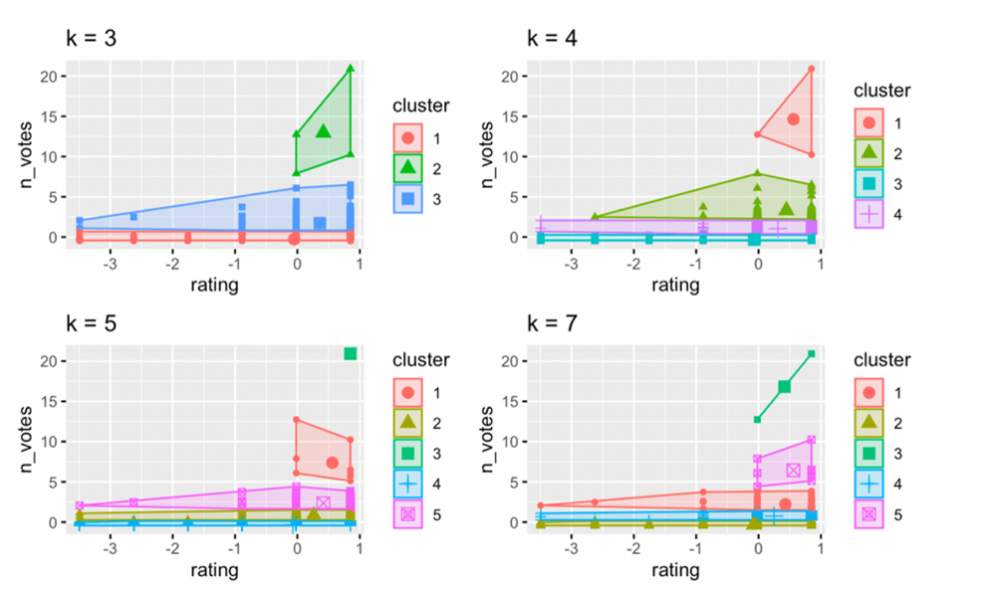 k = 3
20
15
10
5
0
n_votes
-3 -2 -1 0 1
rating
cluster
1
2
3
k = 4
20
15
10
5
0
n_votes
-3 -2 -1 0 1
rating
cluster
1
2
3
4
k = 5
20
15
10
5
0
n_votes
-3 -2 -1 0 1
rating
cluster
1
2
3
4
5
k = 7
20
15
10
5
0
n_votes
-3 -2 -1 0 1
rating
cluster
1
2
3
4
5